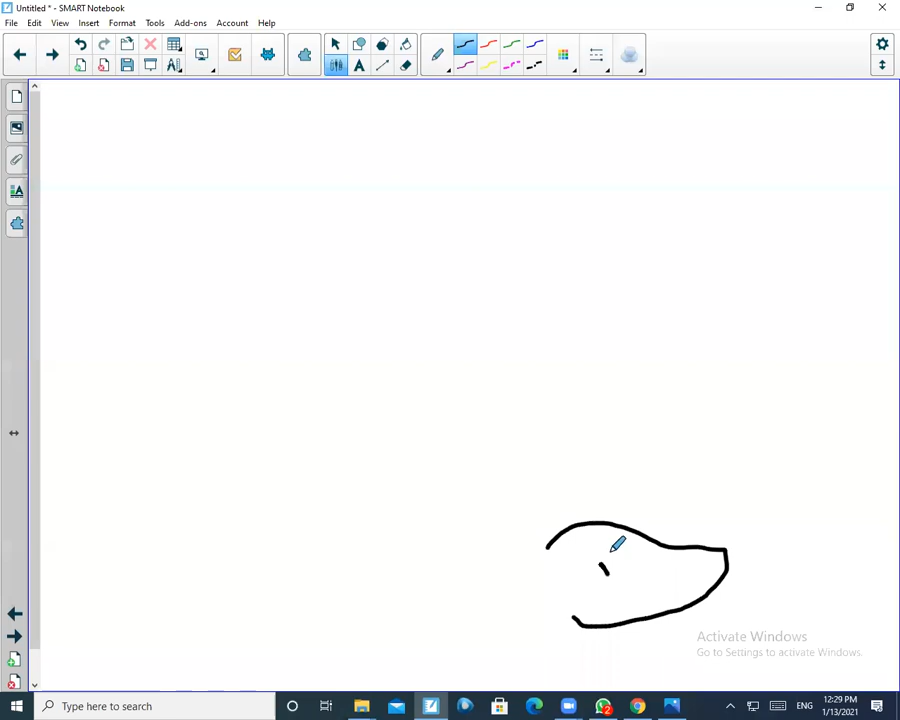 Untitled * - SMART Notebook
File Edit View Insert Format Tools Add-ons Account Help
Activate Windows
Go to Settings to activate Windows.
Type here to search
2
ENG
12:29 PM
1/13/2021